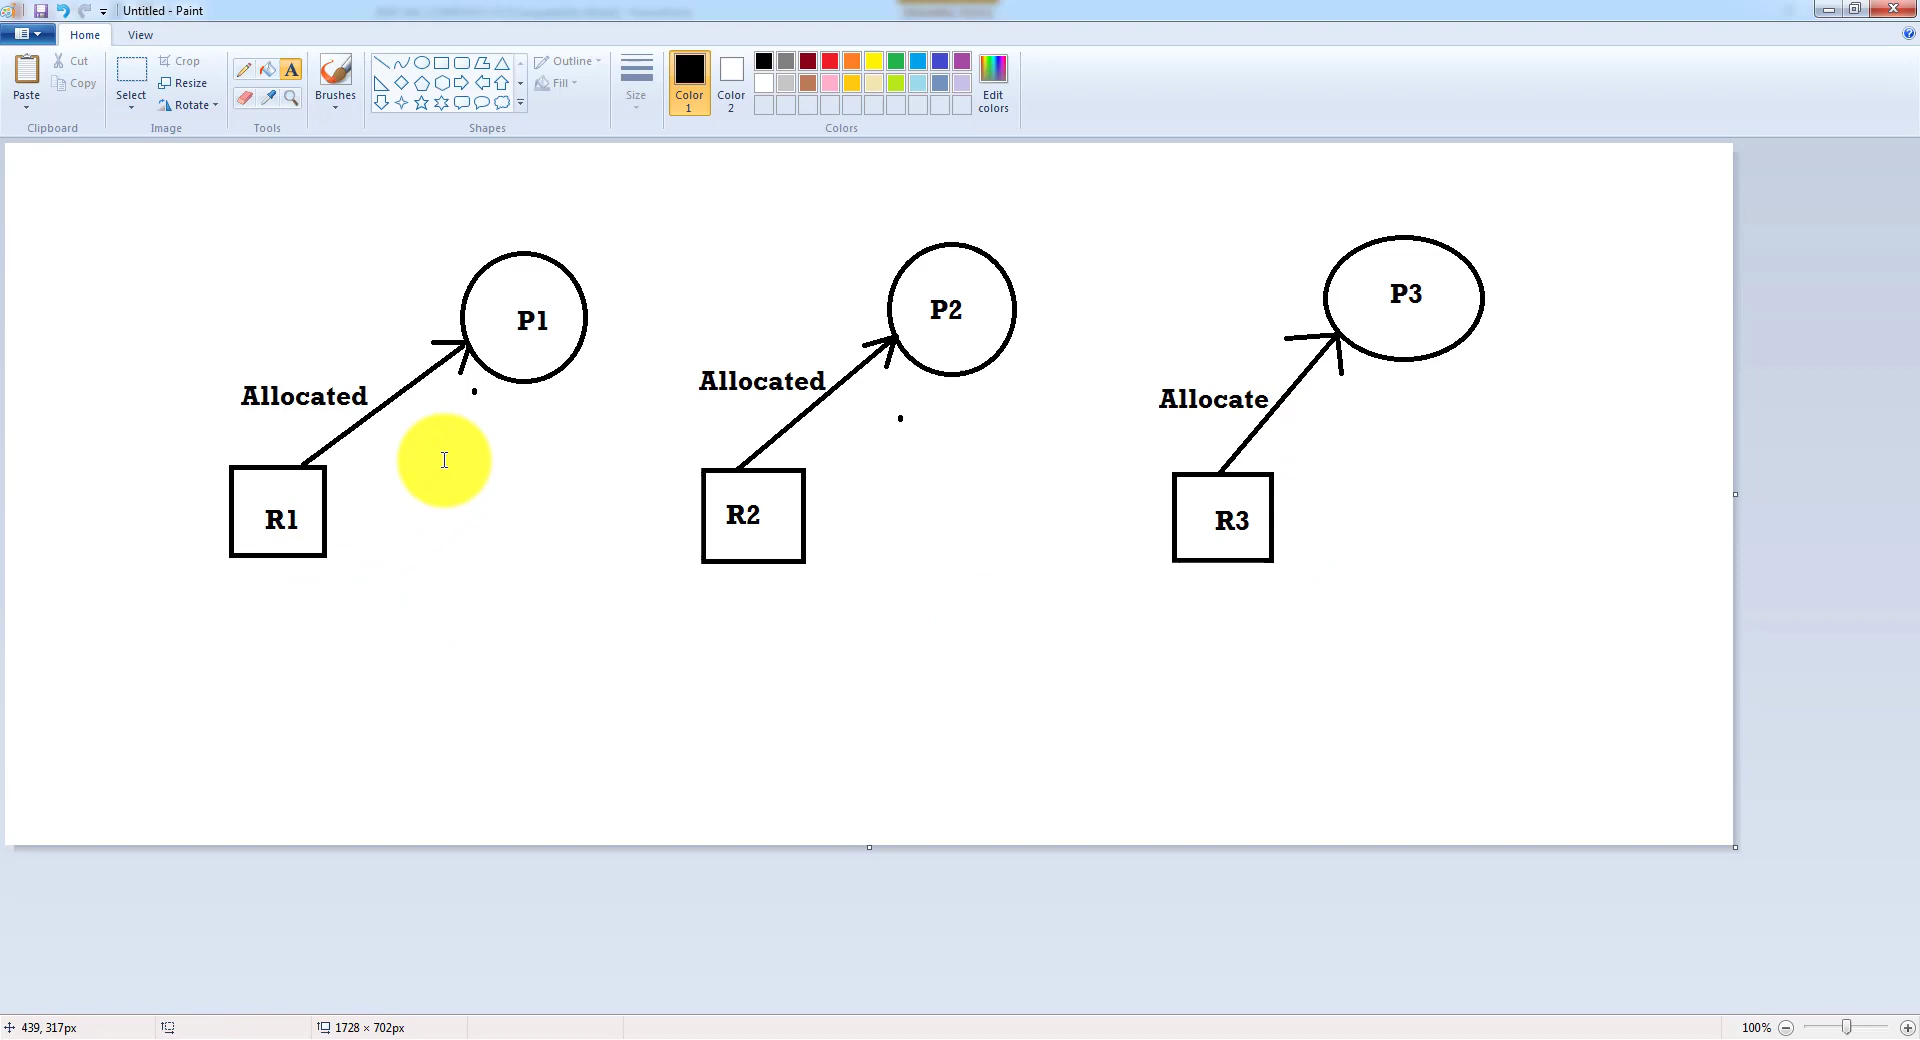 Untitled - Paint
Home
View
Paste
Cut
Copy
Clipboard
Select
Crop
Resize
Rotate
Image
A
Tools
Brushes
Shapes
Outline
Fill
Size
Color
1
Color
2
Edit
colors
Colors
P1
P2
P3
Allocated
Allocated
Allocate
R1
R2
R3
439, 317px
1728 × 702px
100%